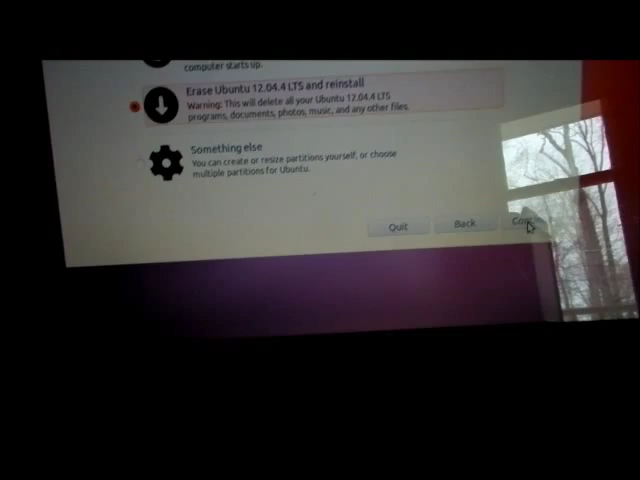 computer starts up.
Erase Ubuntu 12.04.4 LTS and reinstall
Warning: This will delete all your Ubuntu 12.04.4 LTS
programs, documents, photos, music, and any other files.
Something else
You can create or resize partitions yourself, or choose
multiple partitions for Ubuntu.
Quit
Back